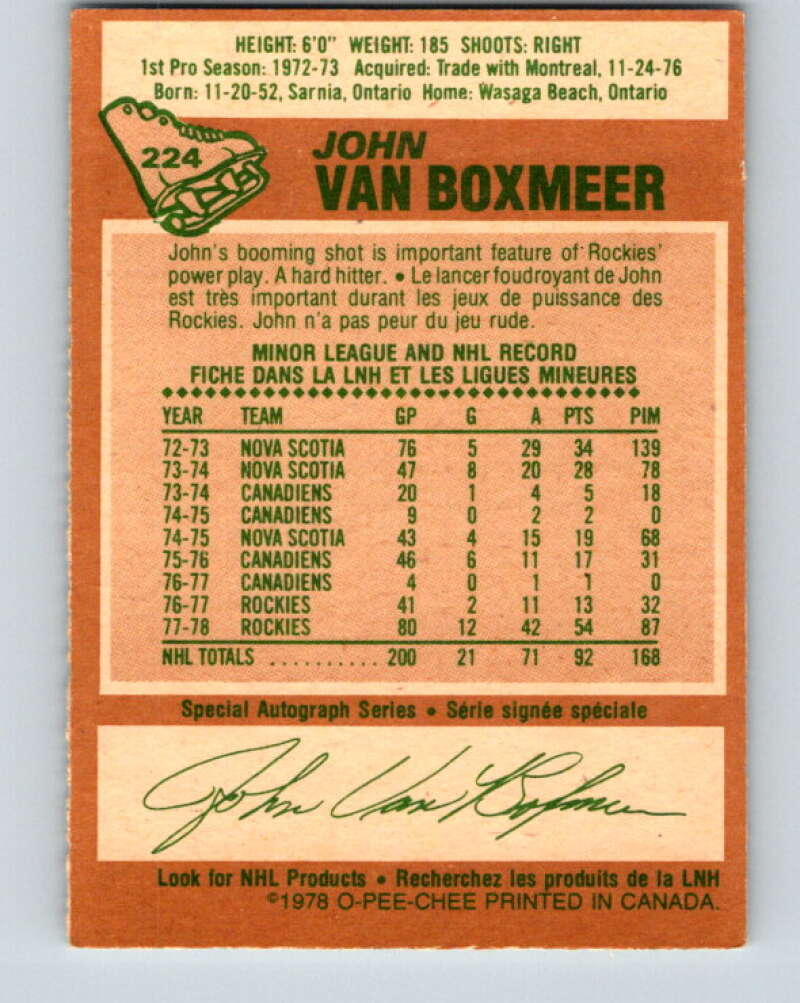 HEIGHT: 6'0" WEIGHT: 185 SHOOTS: RIGHT
1st Pro Season: 1972-73 Acquired: Trade with Montreal, 11-24-76
Born: 11-20-52, Sarnia, Ontario Home: Wasaga Beach, Ontario
224
JOHN
VAN BOXMEER
John's booming shot is important feature of Rockies'
power play. A hard hitter. • Le lancer foudroyant de John
est très important durant les jeux de puissance des
Rockies. John n'a pas peur du jeu rude.
MINOR LEAGUE AND NHL RECORD
FICHE DANS LA LNH ET LES LIGUES MINEURES
YEAR TEAM GP G A PTS PIM
72-73 NOVA SCOTIA 76 5 29 34 139
73-74 NOVA SCOTIA 47 8 20 28 78
73-74 CANADIENS 20 1 4 5 18
74-75 CANADIENS 9 0 2 2 0
74-75 NOVA SCOTIA 43 4 15 19 68
75-76 CANADIENS 46 6 11 17 31
76-77 CANADIENS 4 0 1 1 0
76-77 ROCKIES 41 2 11 13 32
77-78 ROCKIES 80 12 42 54 87
NHL TOTALS .......... 200 21 71 92 168
Special Autograph Series • Série signée spéciale
John Van Boxmeer
Look for NHL Products • Recherchez les produits de la LNH
©1978 O-PEE-CHEE PRINTED IN CANADA.